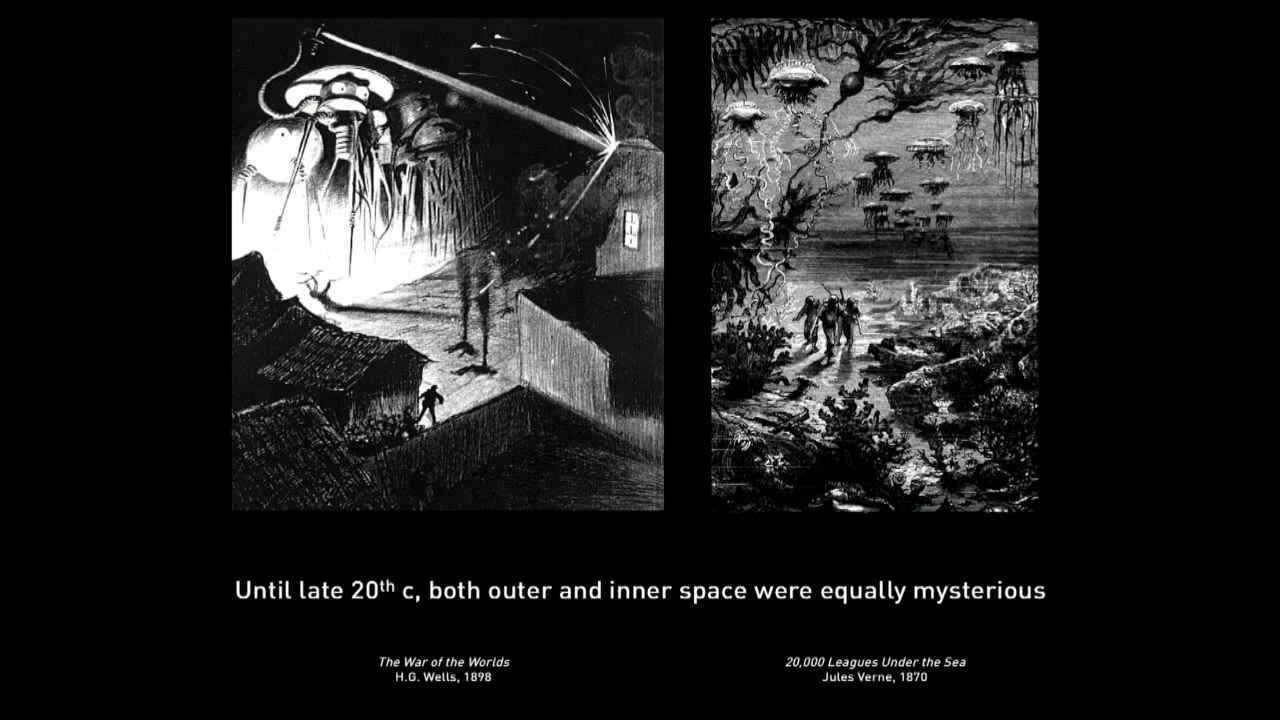 Until late 20th c, both outer and inner space were equally mysterious
The War of the Worlds
H.G. Wells, 1898
20,000 Leagues Under the Sea
Jules Verne, 1870